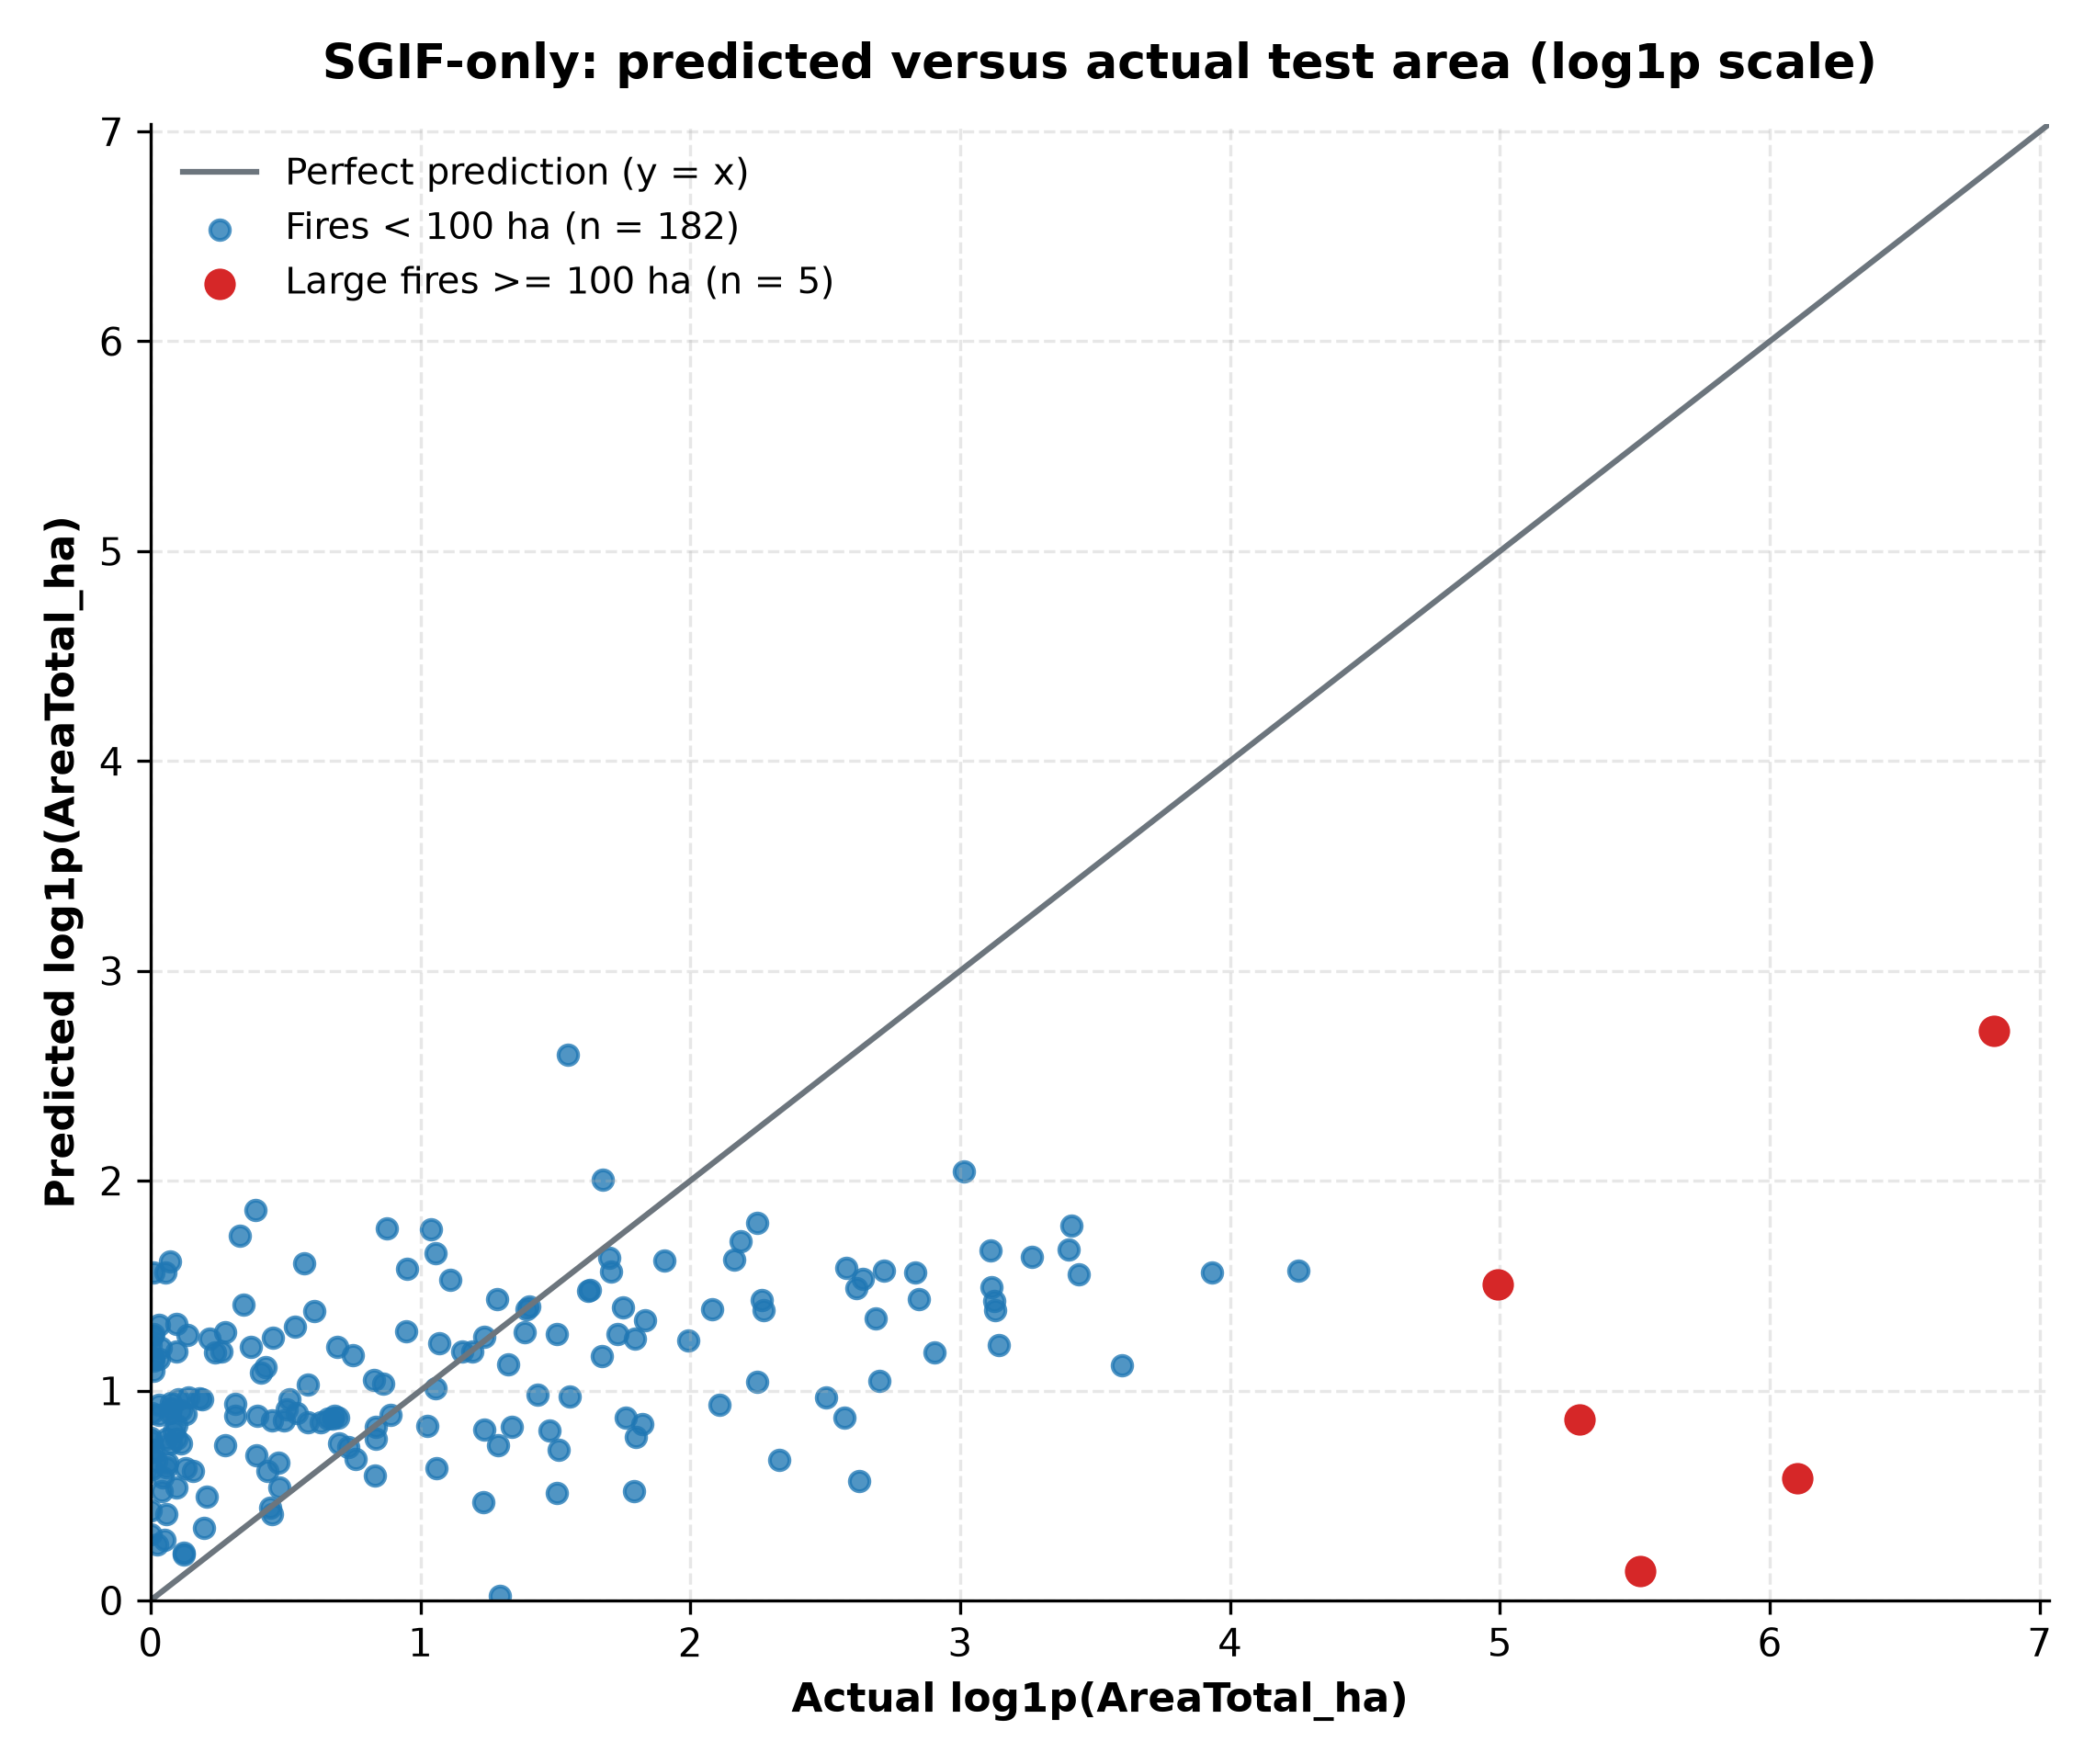 SGIF-only: predicted versus actual test area (log1p scale)
Perfect prediction (y = x)
Fires < 100 ha (n = 182)
Large fires >= 100 ha (n = 5)
Predicted log1p(AreaTotal_ha)
7
6
5
4
3
2
1
0
0 1 2 3 4 5 6 7
Actual log1p(AreaTotal_ha)